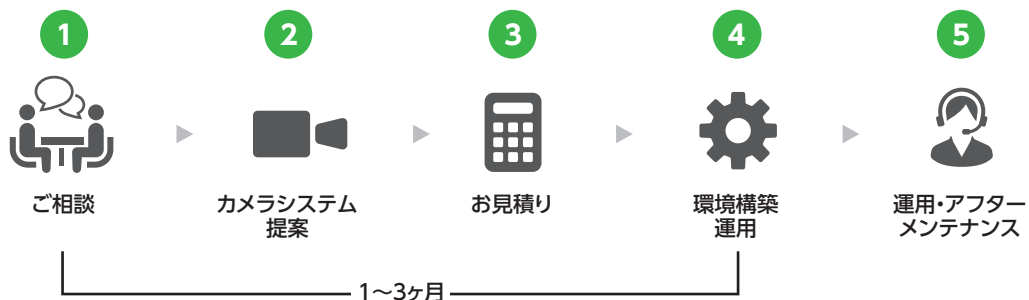 1
2
3
4
5
ご相談
カメラシステム
提案
お見積り
環境構築
運用
運用・アフター
メンテナンス
1〜3ヶ月